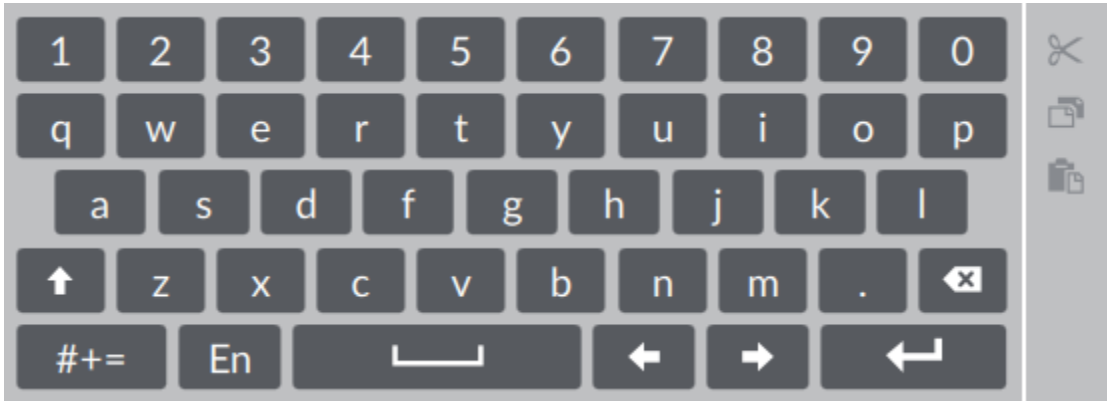 1 2 3 4 5 6 7 8 9 0
q w e r t y u i o p
a s d f g h j k l
z x c v b n m .
#+= En